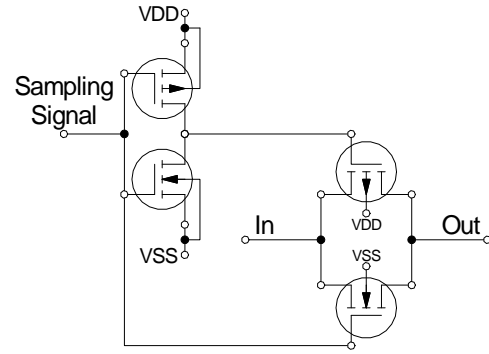 VDD
Sampling
Signal
VSS
In
VDD
VSS
Out